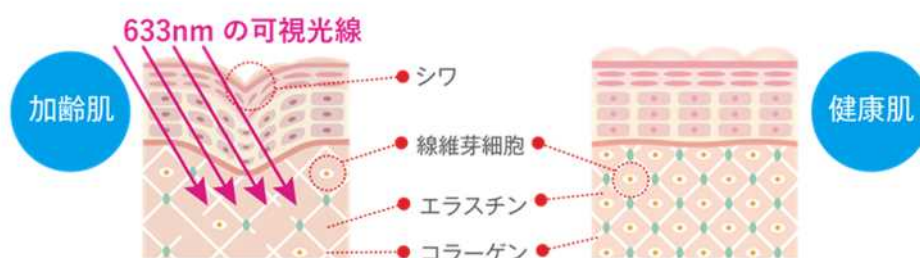 633nm の可視光線
加齢肌
シワ
健康肌
線維芽細胞
エラスチン
コラーゲン